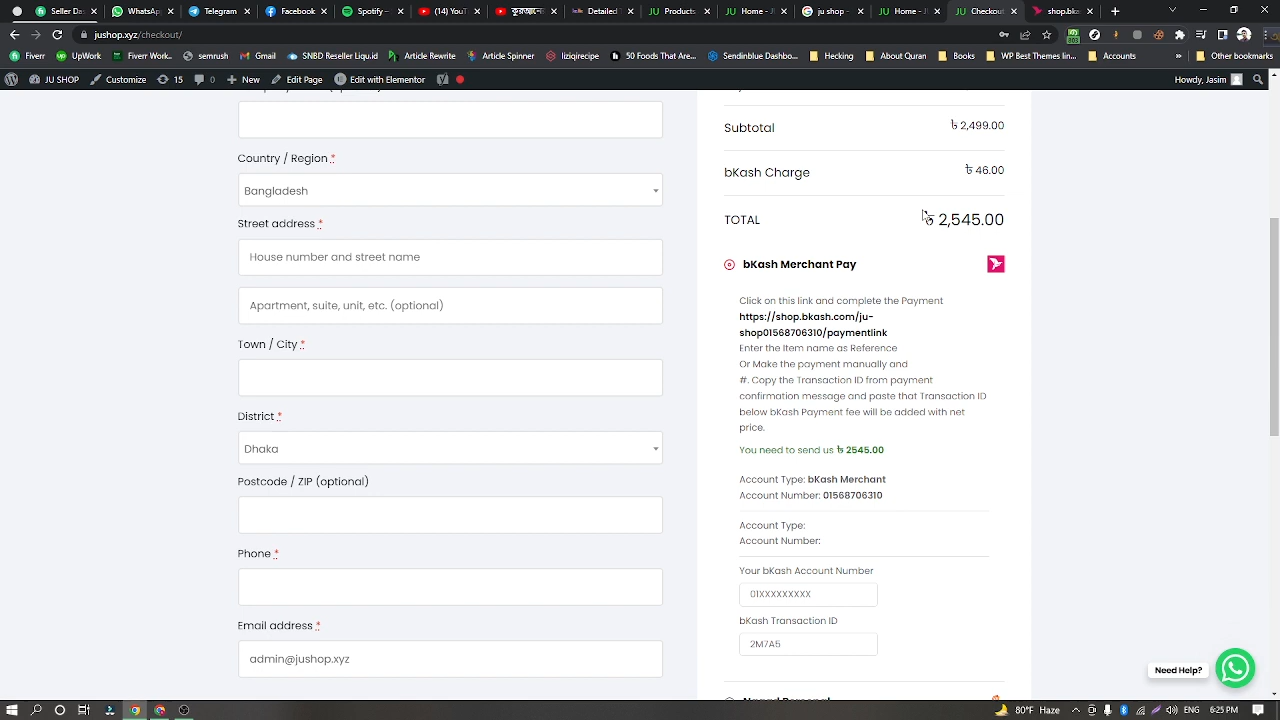 Seller Das
WhatsApp
Telegram
Facebook
Spotify -
(14) YouT
Detailed
Products
Home - J
ju shop
Home - J
Checkout
shop.bka
jushop.xyz/checkout/
803
Fiverr
UpWork
Fiverr Work...
semrush
Gmail
SNBD Reseller Liqu.id
Article Rewrite
Article Spinner
Iziqicripe
50 Foods That Are...
Sendinblue Dashbo...
Hecking
About Quran
Books
WP Best Themes lin...
Accounts
»
Other bookmarks
JU SHOP
Customize
15
0
New
Edit Page
Edit with Elementor
Howdy, Jasim
Country / Region *
Bangladesh
Street address *
House number and street name
Apartment, suite, unit, etc. (optional)
Town / City *
District *
Dhaka
Postcode / ZIP (optional)
Phone *
Email address *
admin@jushop.xyz
Subtotal
৳ 2,499.00
bKash Charge
৳ 46.00
TOTAL
৳ 2,545.00
bKash Merchant Pay
Click on this link and complete the Payment
https://shop.bkash.com/ju-
shop01568706310/paymentlink
Enter the Item name as Reference
Or Make the payment manually and
#. Copy the Transaction ID from payment
confirmation message and paste that Transaction ID
below bKash Payment fee will be added with net
price.
You need to send us ৳ 2545.00
Account Type: bKash Merchant
Account Number: 01568706310
Account Type:
Account Number:
Your bKash Account Number
01XXXXXXXXX
bKash Transaction ID
2M7A5
Need Help?
80°F Haze
ENG
6:25 PM